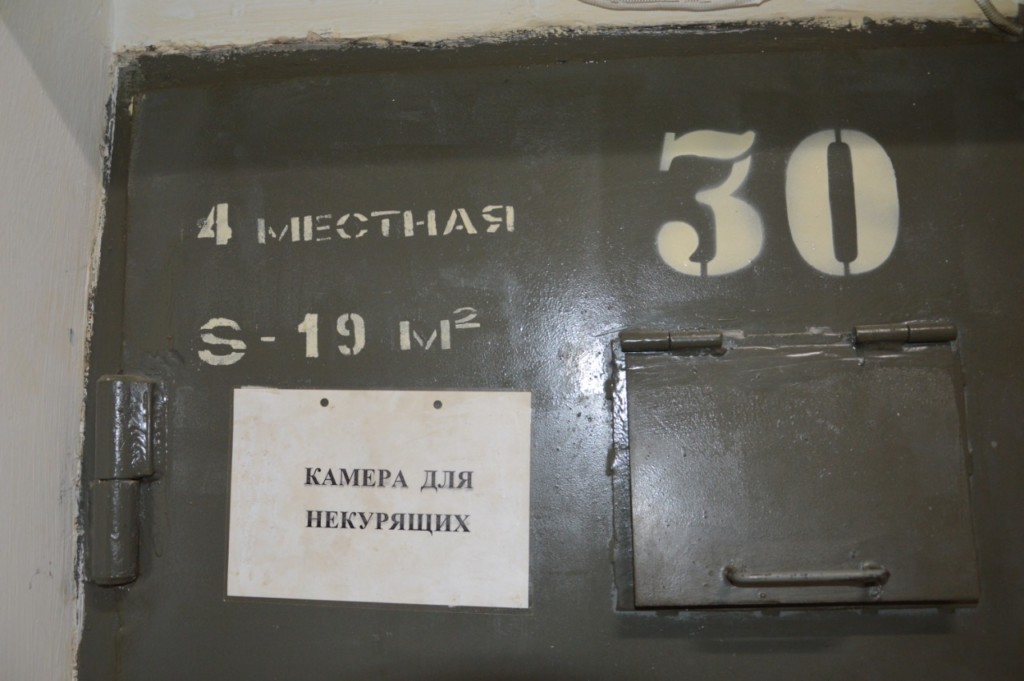 30
4 МЕСТНАЯ
S - 19 М²
КАМЕРА ДЛЯ
НЕКУРЯЩИХ